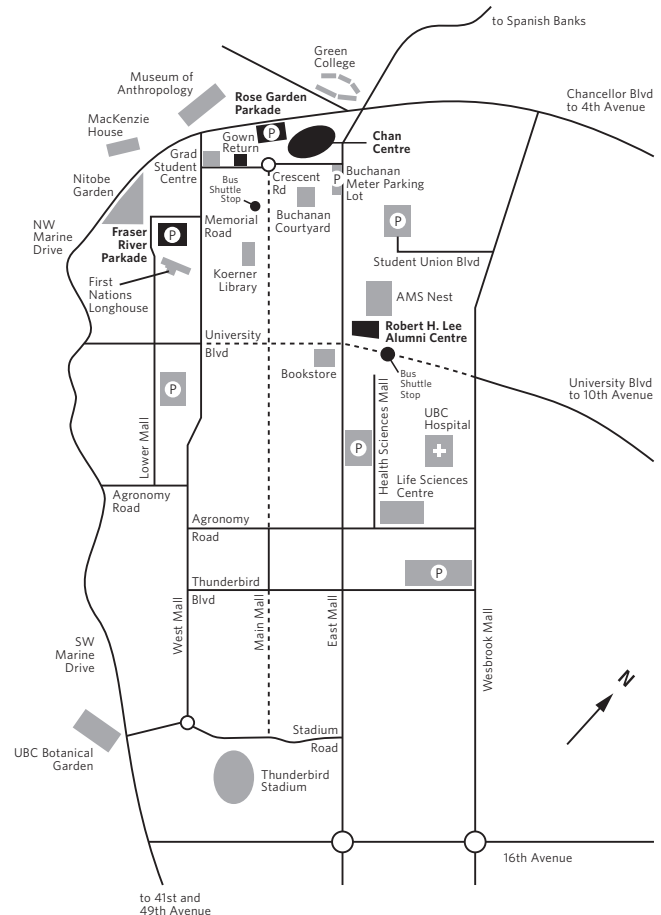 to Spanish Banks
Green
College
Museum of
Anthropology
Rose Garden
Parkade
Chancellor Blvd
to 4th Avenue
MacKenzie
House
P
Gown
Return
Chan
Centre
Grad
Student
Centre
Crescent
Rd
P
Buchanan
Meter Parking
Lot
Nitobe
Garden
Bus
Shuttle
Stop
Buchanan
Courtyard
P
NW
Marine
Drive
Fraser
River
Parkade
P
Memorial
Road
Student Union Blvd
Koerner
Library
First
Nations
Longhouse
AMS Nest
Robert H. Lee
Alumni Centre
University
Blvd
Bookstore
Bus
Shuttle
Stop
University Blvd
to 10th Avenue
P
Lower Mall
Health Sciences Mall
UBC
Hospital
P
Life Sciences
Centre
Agronomy
Road
Agronomy
Road
P
Thunderbird
Blvd
West Mall
Main Mall
East Mall
Wesbrook Mall
SW
Marine
Drive
N
Stadium
Road
UBC Botanical
Garden
Thunderbird
Stadium
16th Avenue
to 41st and
49th Avenue